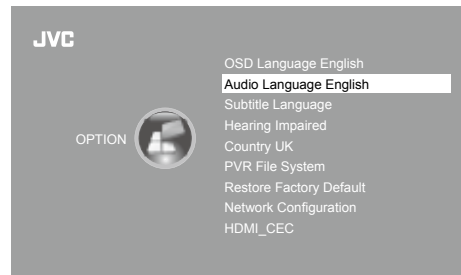 JVC
OPTION
OSD Language English
Audio Language English
Subtitle Language
Hearing Impaired
Country UK
PVR File System
Restore Factory Default
Network Configuration
HDMI_CEC